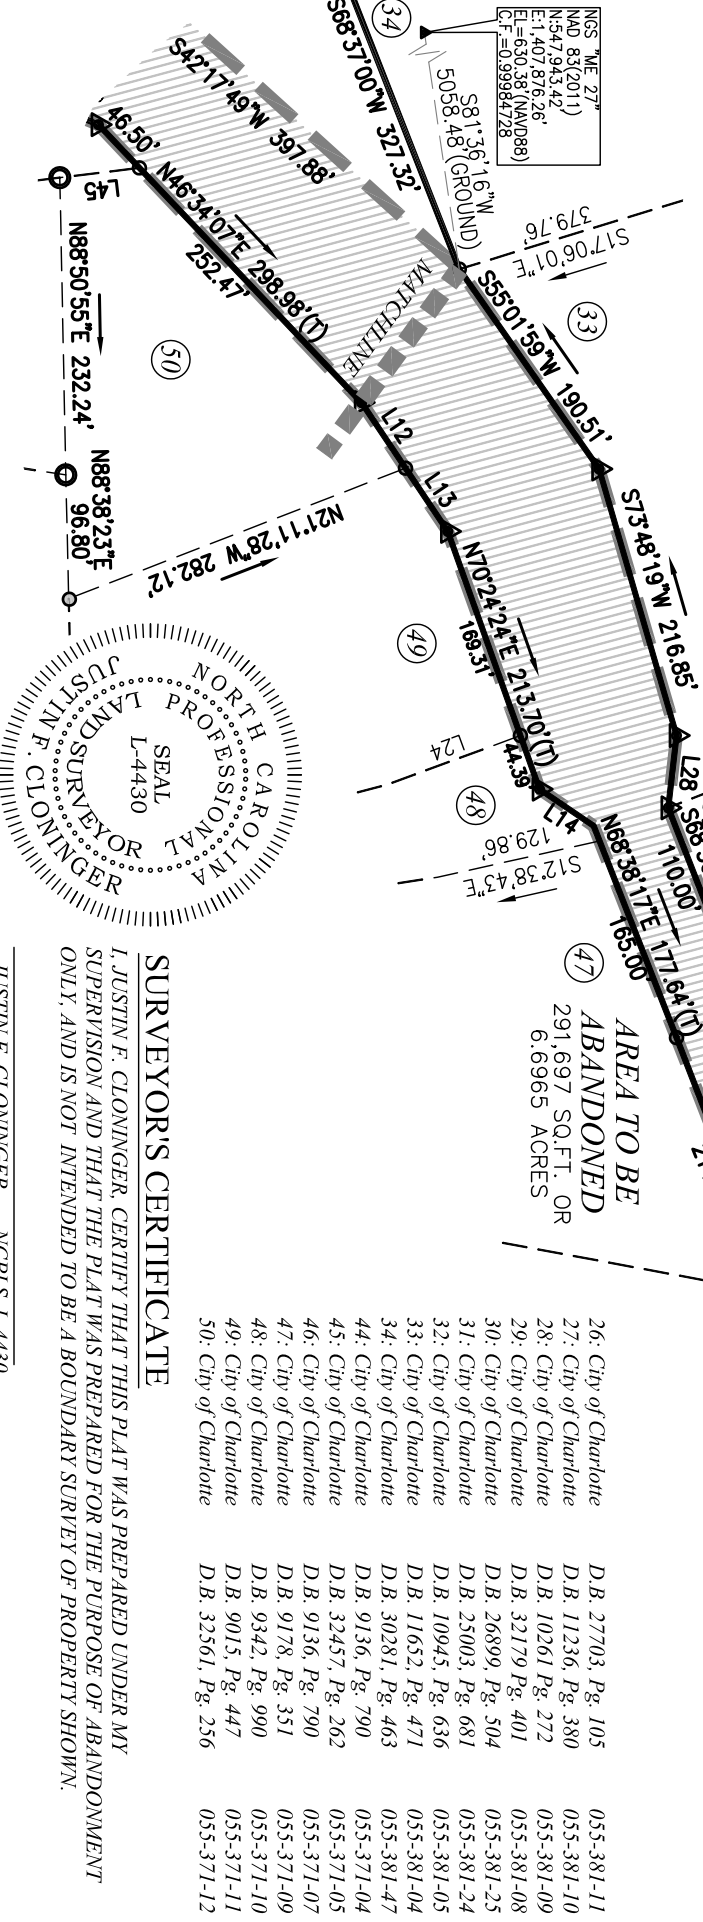 NGS "ME 27"
NAD 83(2011)
N:547,943.42'
E:1,407,876.26'
EL=630.38'(NAVD88)
C.F.=0.99984728
34
S68°37'00"W 327.32'
S81°36'16"W
5058.48'(GROUND)
S42°17'49"W 397.88'
46.50'
L45
N46°34'07"E 298.98'(T)
252.47'
N88°50'55"E 232.24'
50
MATCHLINE
S17°06'01"E
379.76'
33
S55°01'59"W 190.51'
L12
L13
N88°38'23"E
96.80'
N21°11'28"W 282.12'
S73°48'19"W 216.85'
N70°24'24"E 213.70'(T)
169.31'
44.39'
49
L24
48
L14
L28
110.00'
N68°38'17"E 177.64'(T)
165.00'
S12°38'43"E
129.86'
47
AREA TO BE
ABANDONED
291,697 SQ.FT. OR
6.6965 ACRES
NORTH CAROLINA
PROFESSIONAL
SEAL
L-4430
LAND SURVEYOR
JUSTIN F. CLONINGER
26: City of Charlotte D.B. 27703, Pg. 105 055-381-11
27: City of Charlotte D.B. 11236, Pg. 380 055-381-10
28: City of Charlotte D.B. 10261 Pg. 272 055-381-09
29: City of Charlotte D.B. 32179 Pg. 401 055-381-08
30: City of Charlotte D.B. 26899, Pg. 504 055-381-25
31: City of Charlotte D.B. 25003, Pg. 681 055-381-24
32: City of Charlotte D.B. 10945, Pg. 636 055-381-05
33: City of Charlotte D.B. 11652, Pg. 471 055-381-04
34: City of Charlotte D.B. 30281, Pg. 463 055-381-47
44: City of Charlotte D.B. 9136, Pg. 790 055-371-04
45: City of Charlotte D.B. 32457, Pg. 262 055-371-05
46: City of Charlotte D.B. 9136, Pg. 790 055-371-07
47: City of Charlotte D.B. 9178, Pg. 351 055-371-09
48: City of Charlotte D.B. 9342, Pg. 990 055-371-10
49: City of Charlotte D.B. 9015, Pg. 447 055-371-11
50: City of Charlotte D.B. 32561, Pg. 256 055-371-12
SURVEYOR'S CERTIFICATE
I, JUSTIN F. CLONINGER, CERTIFY THAT THIS PLAT WAS PREPARED UNDER MY
SUPERVISION AND THAT THE PLAT WAS PREPARED FOR THE PURPOSE OF ABANDONMENT
ONLY, AND IS NOT INTENDED TO BE A BOUNDARY SURVEY OF PROPERTY SHOWN.
JUSTIN F. CLONINGER NCPLS L-4430